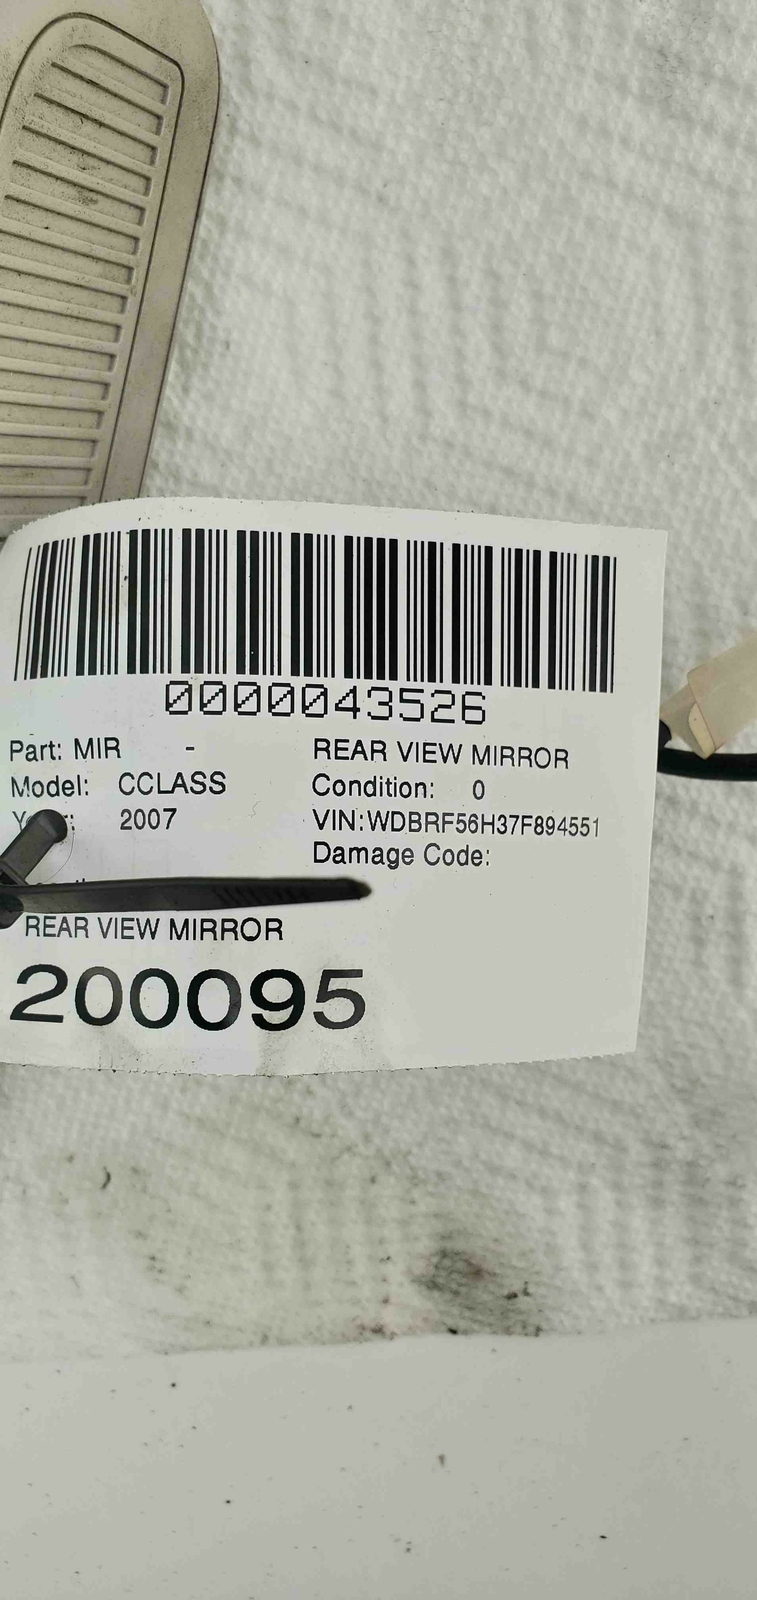 0000043526
Part: MIR - REAR VIEW MIRROR
Model: CCLASS Condition: 0
2007 VIN:WDBRF56H37F894551
Damage Code:
REAR VIEW MIRROR
200095